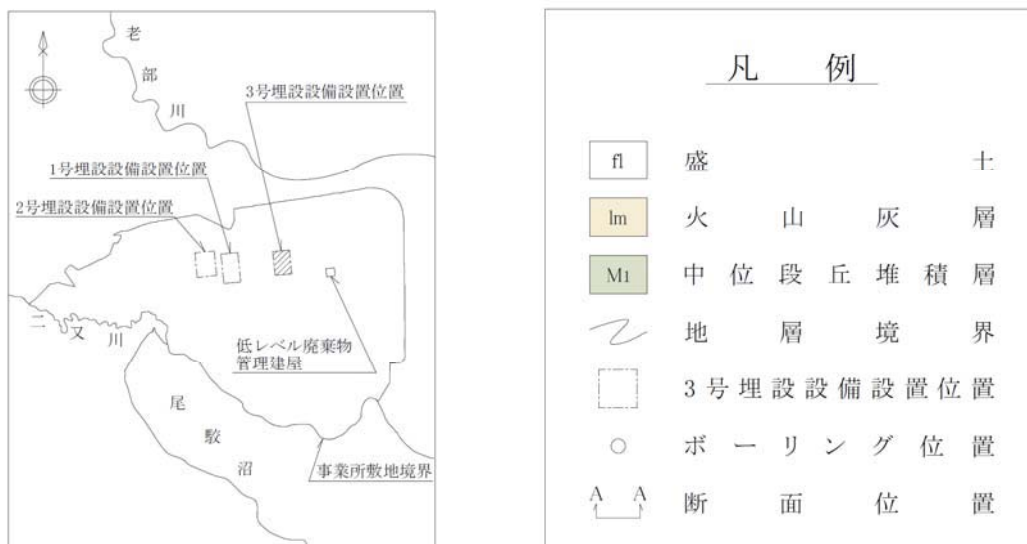 老部川
3号埋設設備設置位置
1号埋設設備設置位置
2号埋設設備設置位置
二又川
低レベル廃棄物
管理建屋
尾駮沼
事業所敷地境界
凡例
fl 盛土
lm 火山灰層
M1 中位段丘堆積層
地層境界
3号埋設設備設置位置
ボーリング位置
A A 断面位置